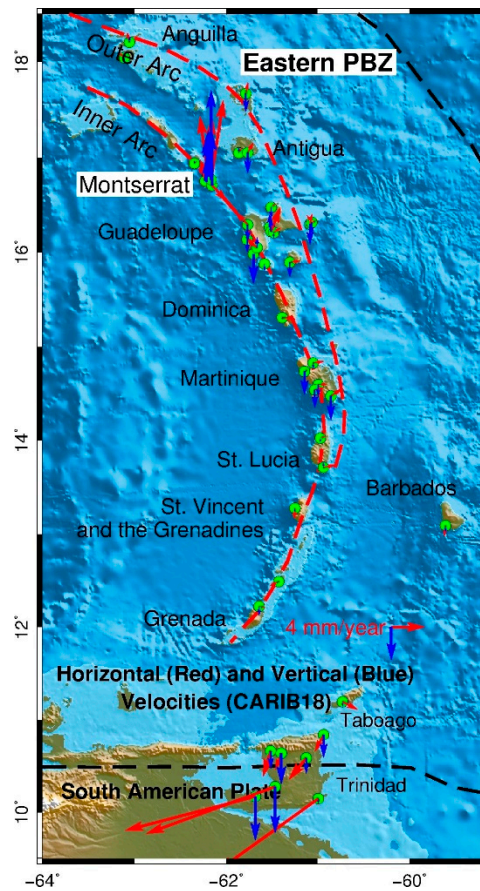 Anguilla
18°
Outer Arc
Eastern PBZ
Inner Arc
Antigua
Montserrat
Guadeloupe
16°
Dominica
Martinique
14°
St. Lucia
Barbados
St. Vincent
and the Grenadines
Grenada
4 mm/year
12°
Horizontal (Red) and Vertical (Blue)
Velocities (CARIB18)
Taboago
South American Plate
Trinidad
10°
−64°
−62°
−60°